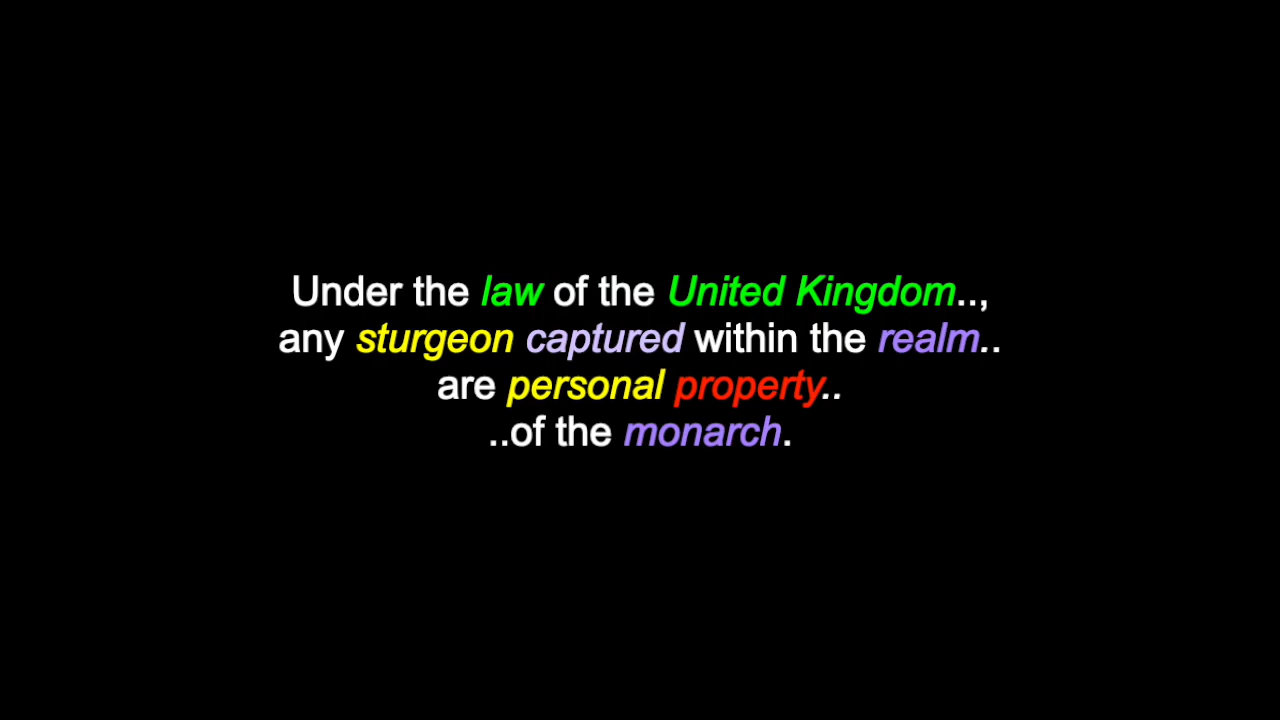 Under the law of the United Kingdom..,
any sturgeon captured within the realm..
are personal property..
..of the monarch.